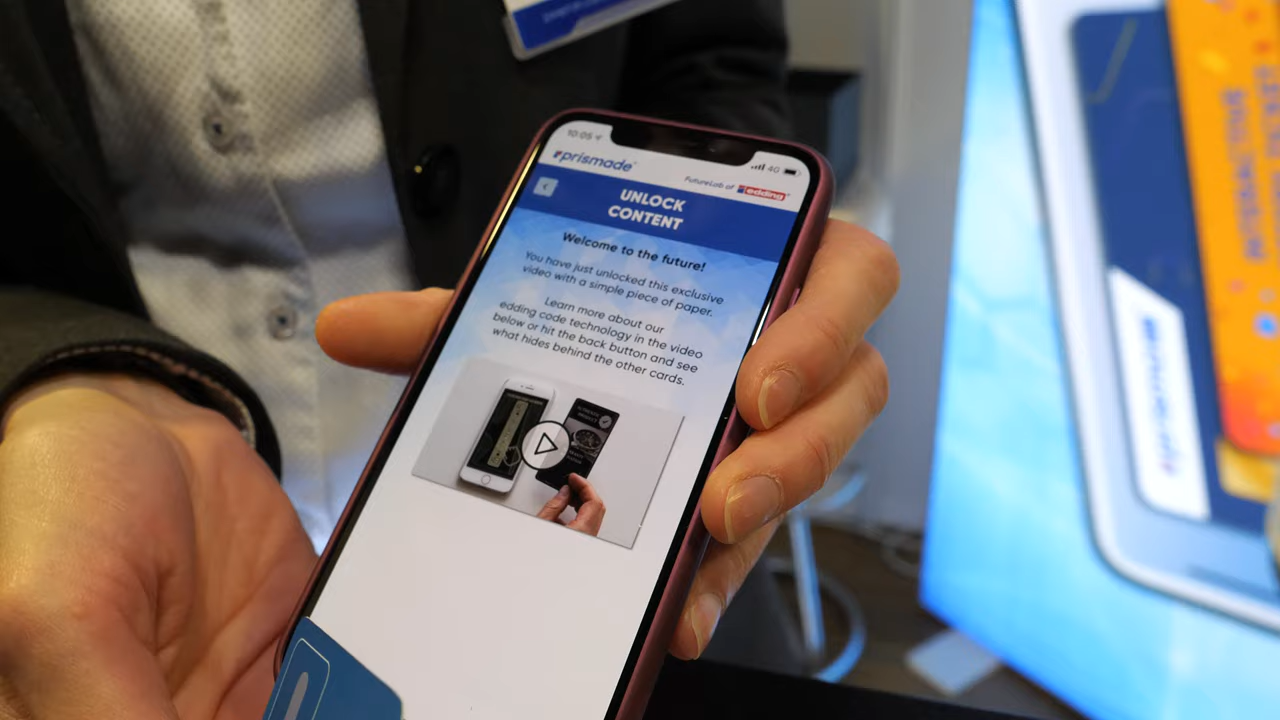 10:05
4G
prismade
FutureLab of edding
UNLOCK
CONTENT
Welcome to the future!
You have just unlocked this exclusive
video with a simple piece of paper.
Learn more about our
edding code technology in the video
below or hit the back button and see
what hides behind the other cards.
AUTHENTIC
PRODUCT